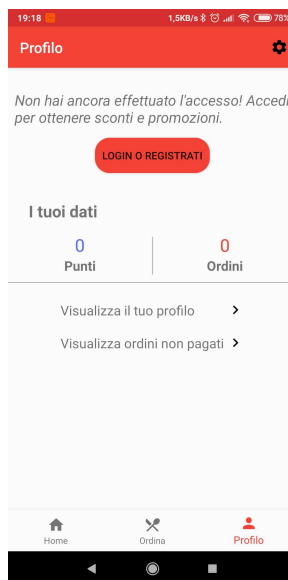 19:18 1,5KB/s 78%
Profilo
Non hai ancora effettuato l'accesso! Accedi
per ottenere sconti e promozioni.
LOGIN O REGISTRATI
I tuoi dati
0 0
Punti Ordini
Visualizza il tuo profilo
Visualizza ordini non pagati
Home Ordina Profilo